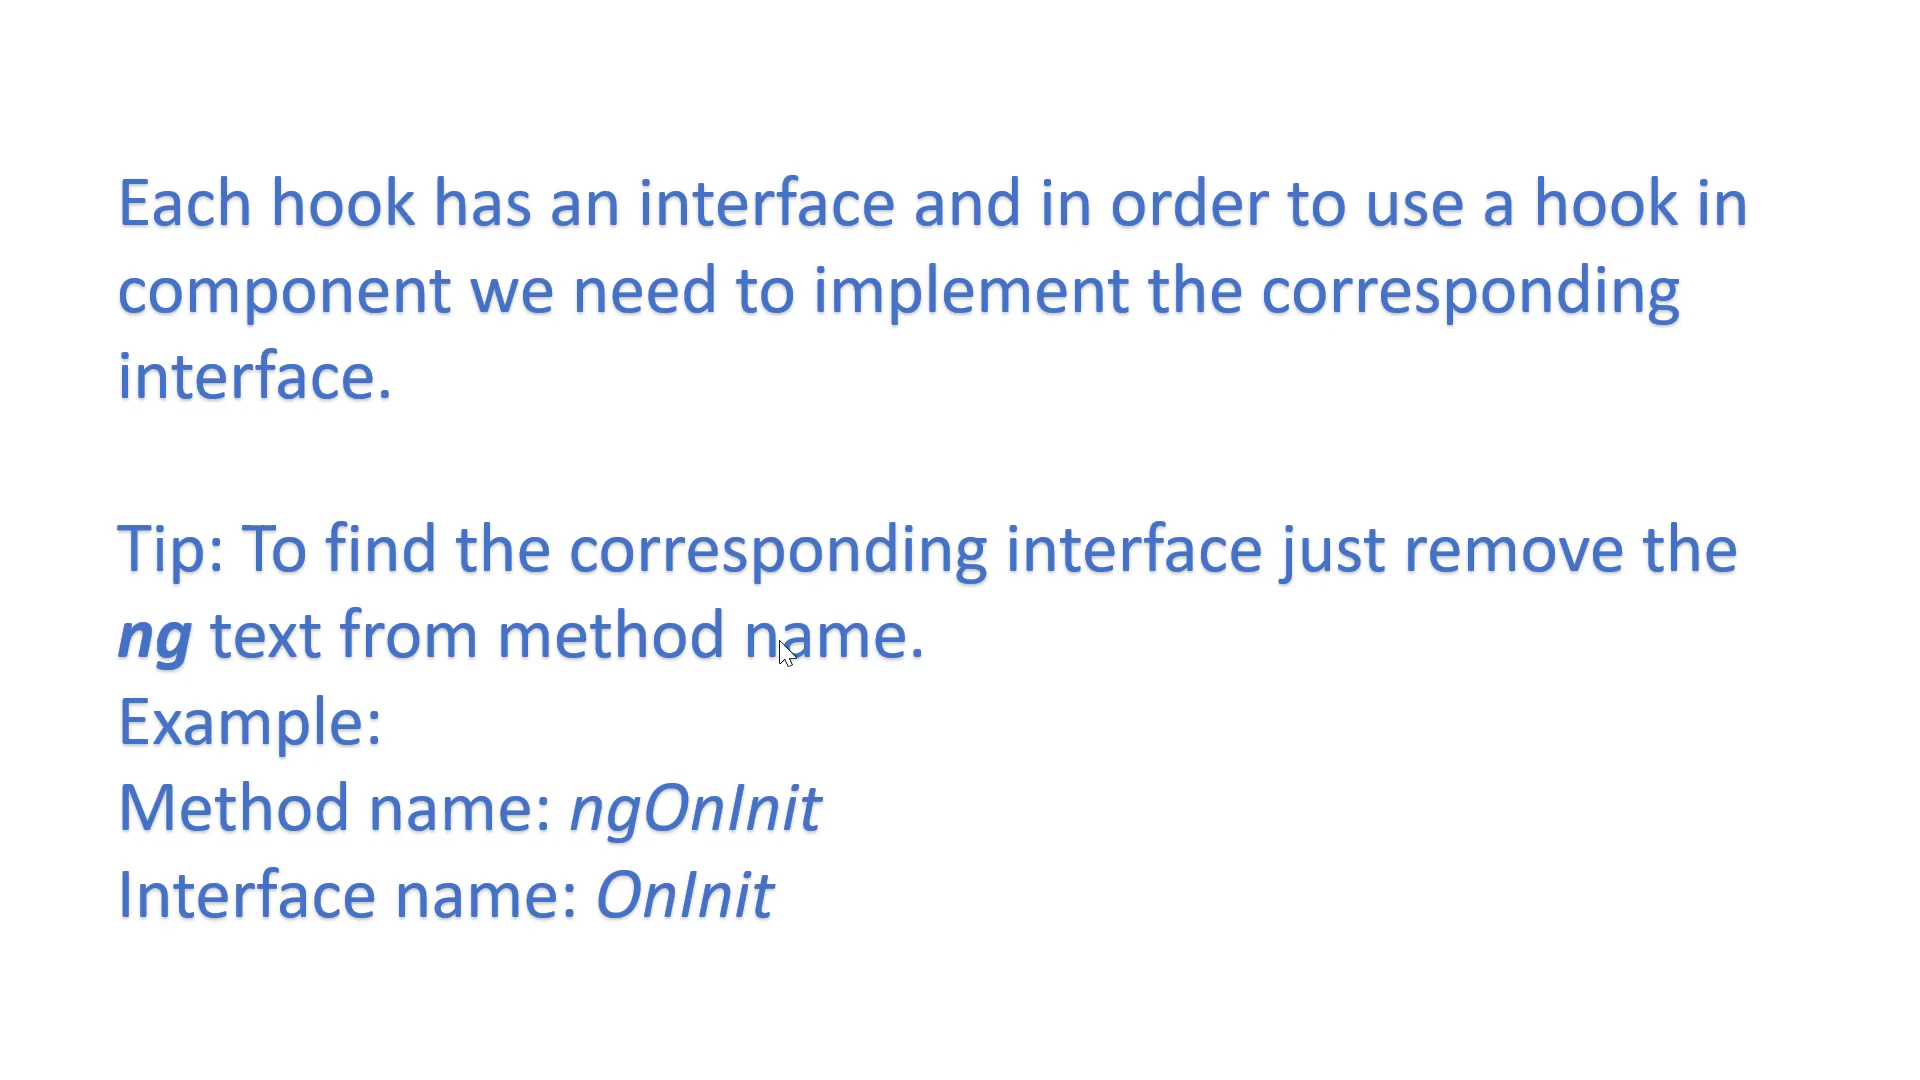 Each hook has an interface and in order to use a hook in
component we need to implement the corresponding
interface.
Tip: To find the corresponding interface just remove the
ng text from method name.
Example:
Method name: ngOnInit
Interface name: OnInit